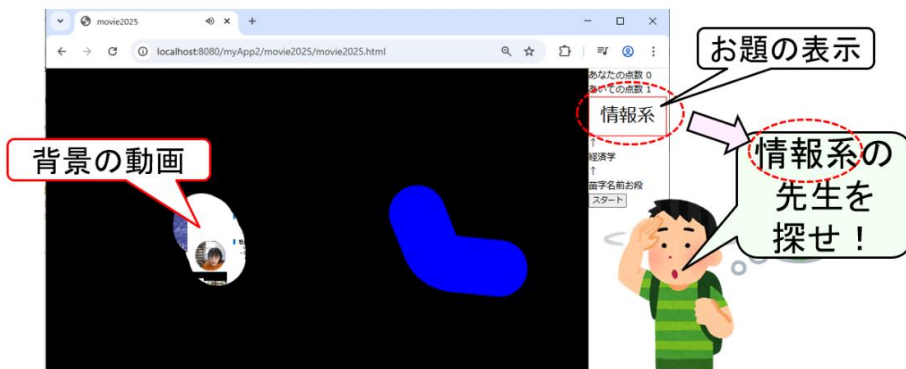 movie2025
localhost:8080/myApp2/movie2025/movie2025.html
お題の表示
あなたの点数 0
あいての点数 1
情報系
↑
経済学
↑
苗字名前お段
スタート
背景の動画
情報系の
先生を
探せ！